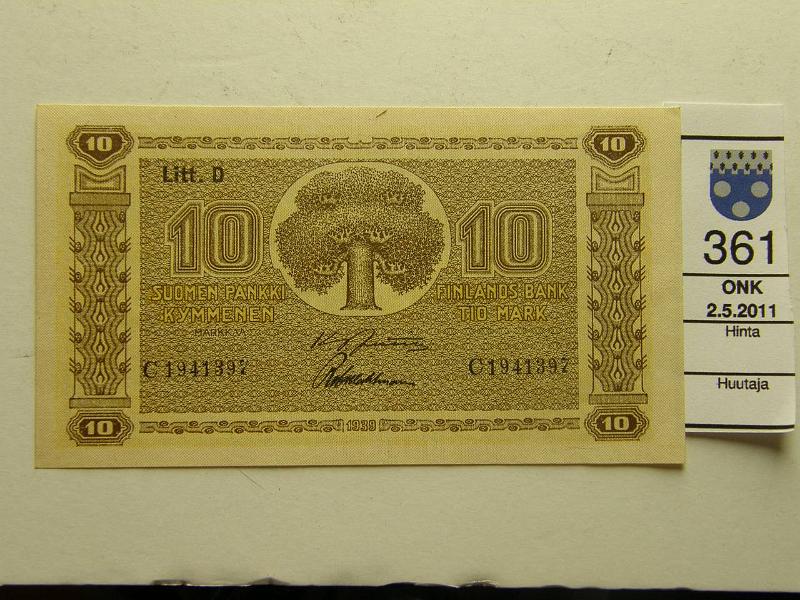 10
10
Litt. D
10
10
SUOMEN PANKKI
FINLANDS BANK
KYMMENEN
TIO MARK
MARKKAA
C1941397
C1941397
10
1939
10
361
ONK
2.5.2011
Hinta
Huutaja